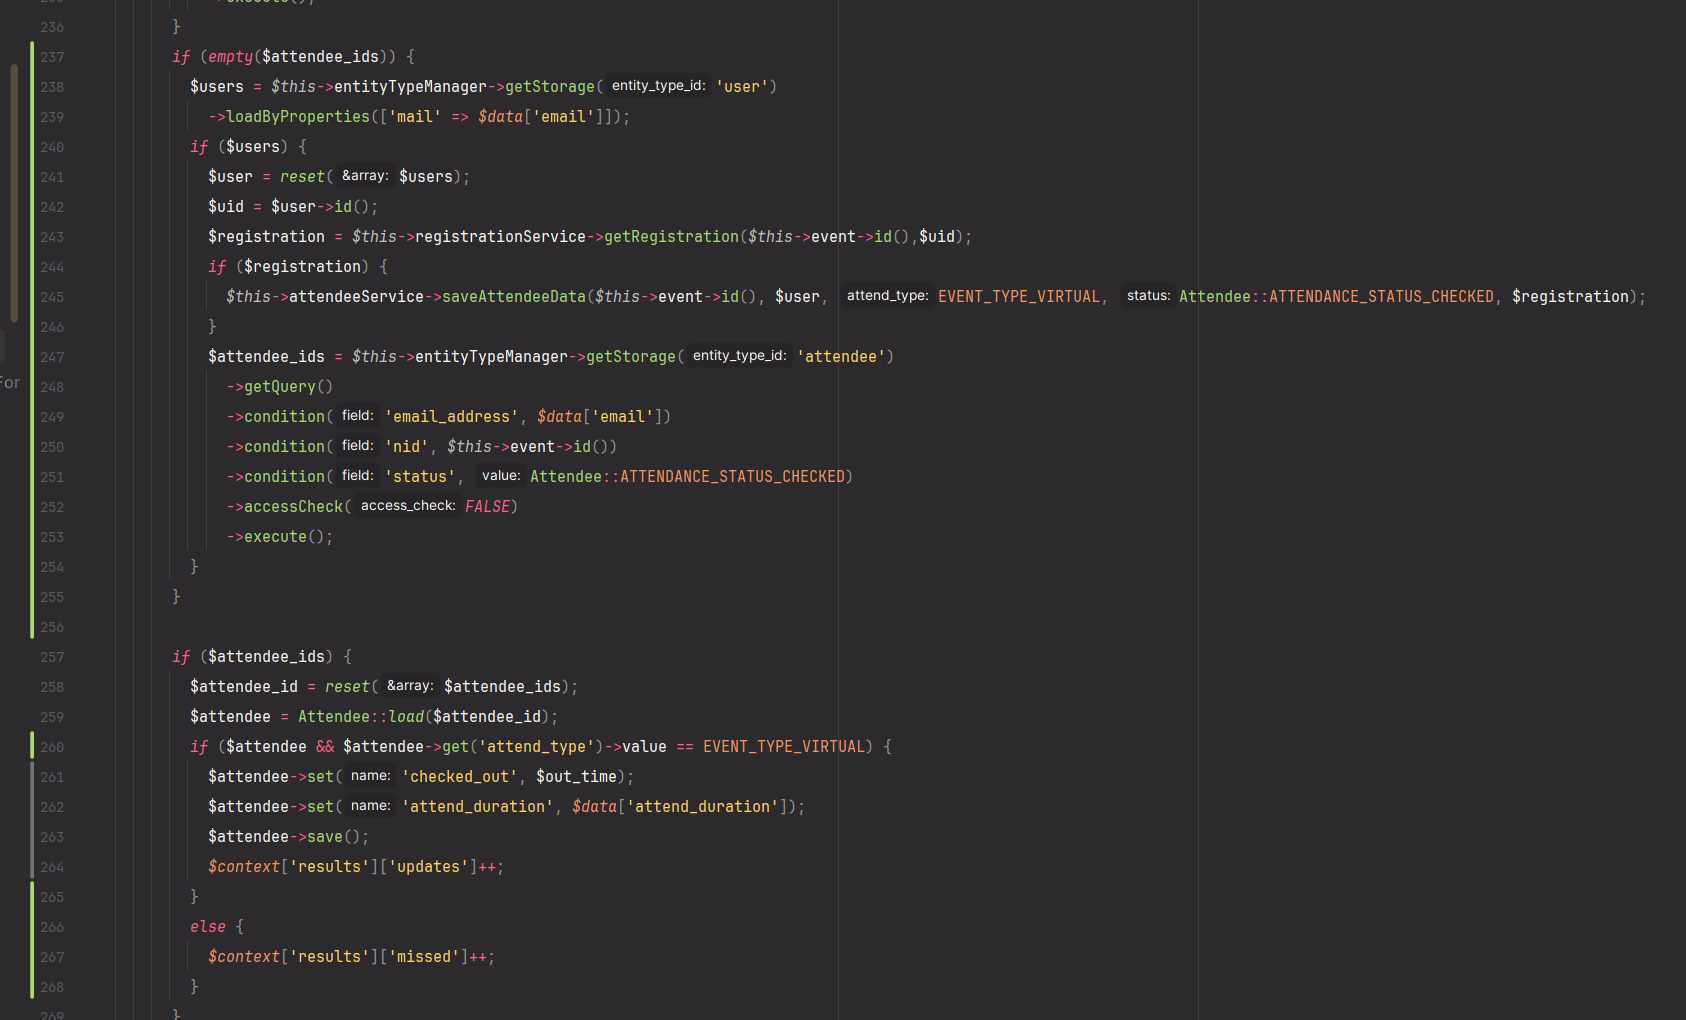 236 }
237 if (empty($attendee_ids)) {
238 $users = $this->entityTypeManager->getStorage( entity_type_id: 'user')
239 ->loadByProperties(['mail' => $data['email']]);
240 if ($users) {
241 $user = reset( &array: $users);
242 $uid = $user->id();
243 $registration = $this->registrationService->getRegistration($this->event->id(),$uid);
244 if ($registration) {
245 $this->attendeeService->saveAttendeeData($this->event->id(), $user, attend_type: EVENT_TYPE_VIRTUAL, status: Attendee::ATTENDANCE_STATUS_CHECKED, $registration);
246 }
247 $attendee_ids = $this->entityTypeManager->getStorage( entity_type_id: 'attendee')
For
248 ->getQuery()
249 ->condition( field: 'email_address', $data['email'])
250 ->condition( field: 'nid', $this->event->id())
251 ->condition( field: 'status', value: Attendee::ATTENDANCE_STATUS_CHECKED)
252 ->accessCheck( access_check: FALSE)
253 ->execute();
254 }
255 }
256
257 if ($attendee_ids) {
258 $attendee_id = reset( &array: $attendee_ids);
259 $attendee = Attendee::load($attendee_id);
260 if ($attendee && $attendee->get('attend_type')->value == EVENT_TYPE_VIRTUAL) {
261 $attendee->set( name: 'checked_out', $out_time);
262 $attendee->set( name: 'attend_duration', $data['attend_duration']);
263 $attendee->save();
264 $context['results']['updates']++;
265 }
266 else {
267 $context['results']['missed']++;
268 }
269 }